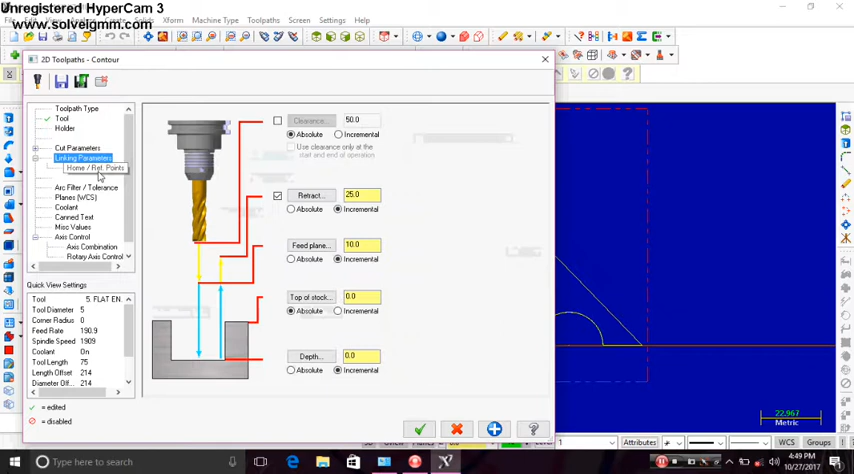 Unregistered HyperCam 3
www.solveigmm.com
Edit
View
Analyze
Create
Solids
Xform
Machine Type
Toolpaths
Screen
Settings
Help
2D Toolpaths - Contour
Toolpath Type
Tool
Holder
Cut Parameters
Linking Parameters
Home / Ref. Points
Arc Filter / Tolerance
Planes (WCS)
Coolant
Canned Text
Misc Values
Axis Control
Axis Combination
Rotary Axis Control
Clearance... 50.0
Absolute Incremental
Use clearance only at the
start and end of operation
Retract... 25.0
Absolute Incremental
Feed plane... 10.0
Absolute Incremental
Top of stock... 0.0
Absolute Incremental
Depth... 0.0
Absolute Incremental
Quick View Settings
Tool 5. FLAT EN.
Tool Diameter 5
Corner Radius 0
Feed Rate 190.9
Spindle Speed 1909
Coolant On
Tool Length 75
Length Offset 214
Diameter Off... 214
= edited
= disabled
22.967
Metric
Attributes
WCS
Groups
Type here to search
4:49 PM
10/27/2017